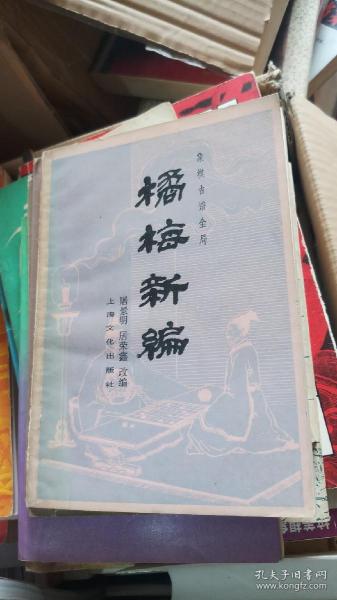 象棋古谱全局
橘梅新编
屠景明 居荣鑫 改编
上海文化出版社
孔夫子旧书网